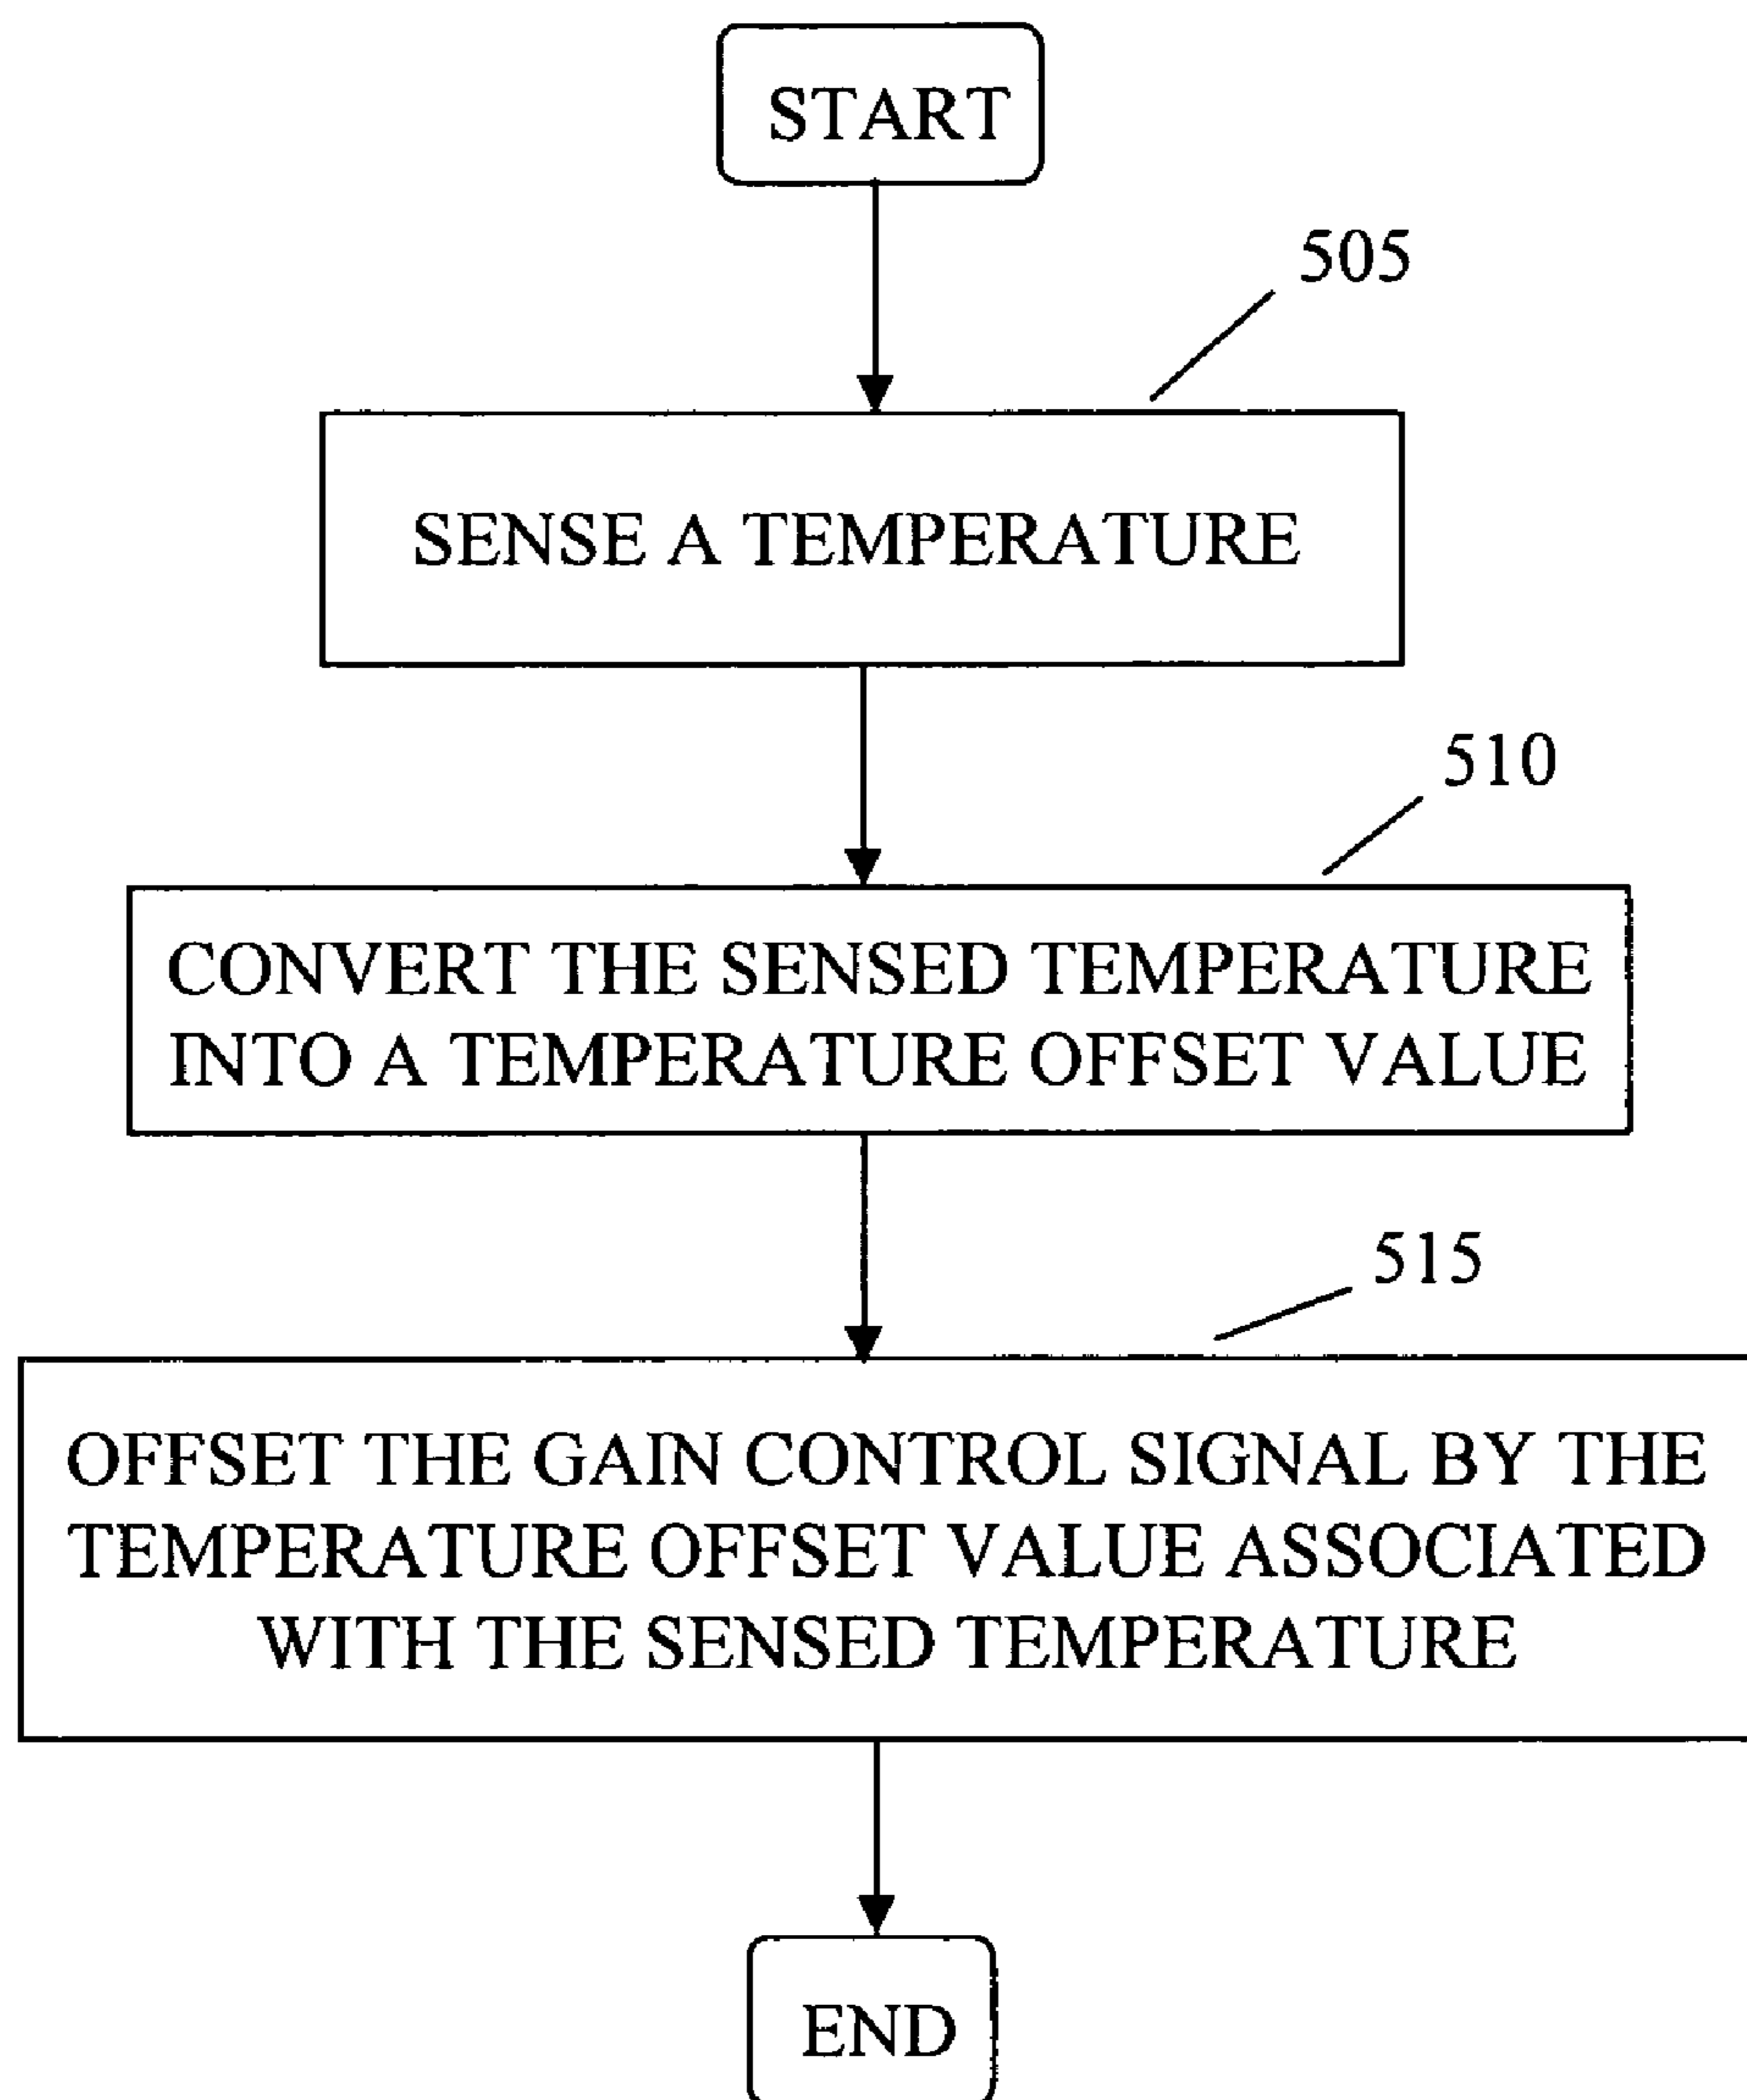 START
505
SENSE A TEMPERATURE
510
CONVERT THE SENSED TEMPERATURE
INTO A TEMPERATURE OFFSET VALUE
515
OFFSET THE GAIN CONTROL SIGNAL BY THE
TEMPERATURE OFFSET VALUE ASSOCIATED
WITH THE SENSED TEMPERATURE
END